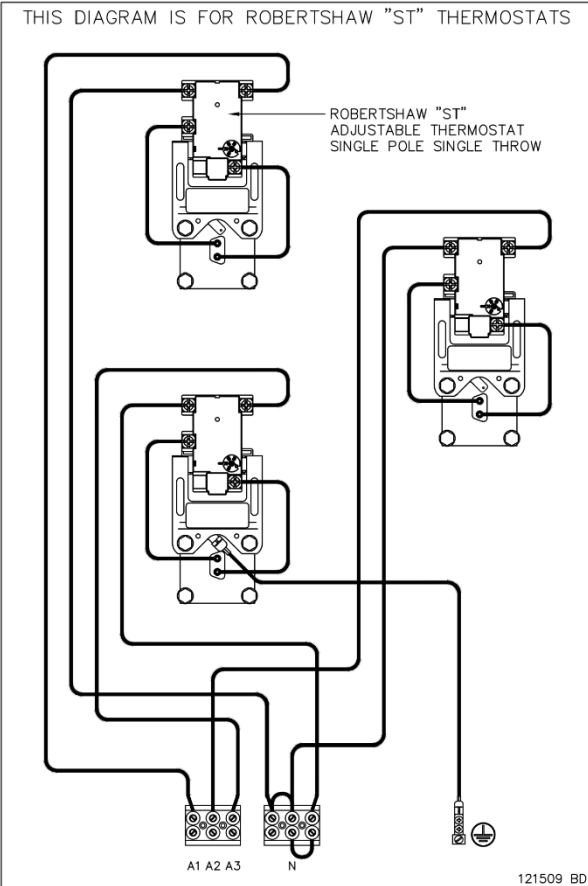 THIS DIAGRAM IS FOR ROBERTSHAW "ST" THERMOSTATS
ROBERTSHAW "ST"
ADJUSTABLE THERMOSTAT
SINGLE POLE SINGLE THROW
A1 A2 A3
N
121509 BD